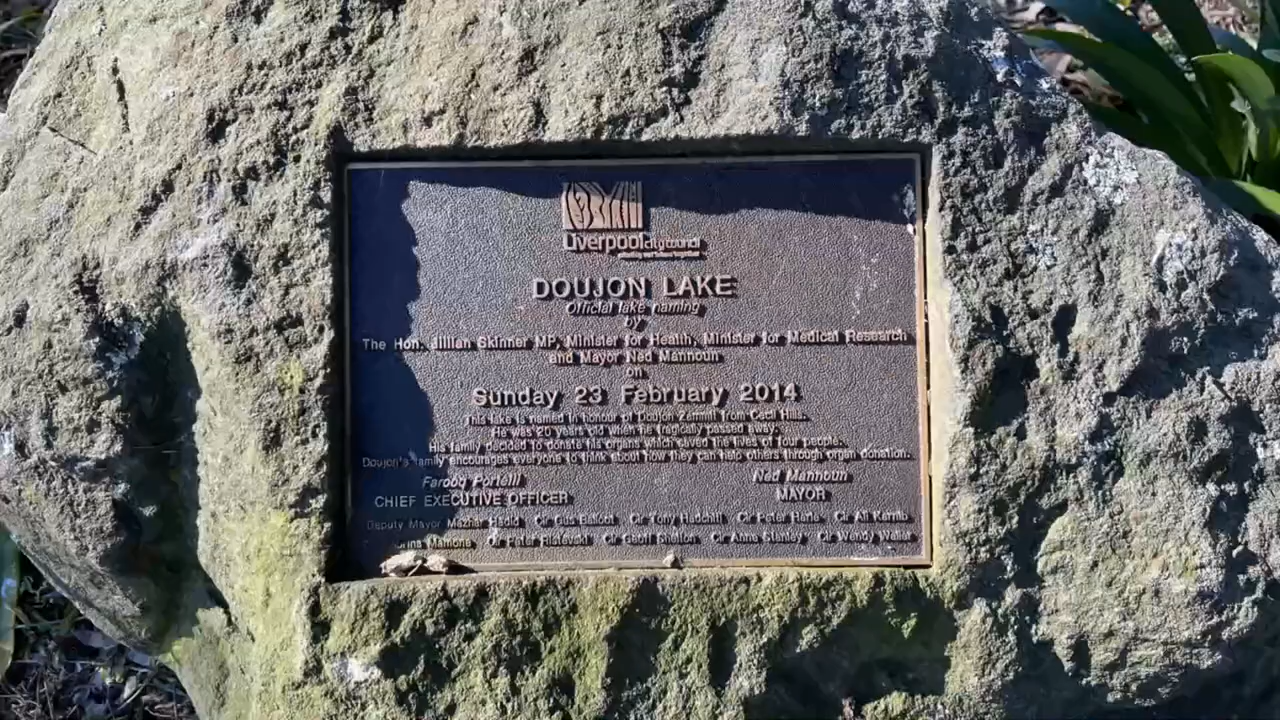 Liverpool city council
DOUJON LAKE
Official lake naming
by
The Hon. Jillian Skinner MP, Minister for Health, Minister for Medical Research
and Mayor Ned Mannoun
on
Sunday 23 February 2014
This lake is named in honour of Doujon Zammit from Cecil Hills.
He was 20 years old when he tragically passed away.
His family decided to donate his organs which saved the lives of four people.
Doujon's family encourages everyone to think about how they can help others through organ donation.
Farooq Portelli
Ned Mannoun
CHIEF EXECUTIVE OFFICER
MAYOR
Deputy Mayor Mazhar Hadid Clr Gus Balloot Clr Tony Hadchiti Clr Peter Harle Clr Ali Karnib
Mamone Clr Peter Ristevski Clr Geoff Shelton Clr Anne Stanley Clr Wendy Waller